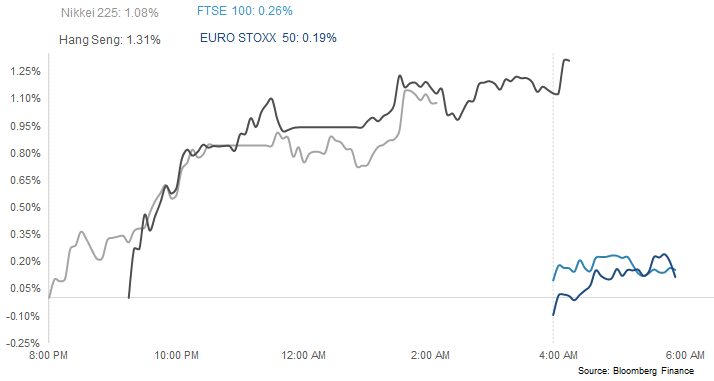 Nikkei 225: 1.08%
FTSE 100: 0.26%
Hang Seng: 1.31%
EURO STOXX 50: 0.19%
1.25%
1.10%
0.95%
0.80%
0.65%
0.50%
0.35%
0.20%
0.05%
-0.10%
-0.25%
8:00 PM
10:00 PM
12:00 AM
2:00 AM
4:00 AM
6:00 AM
Source: Bloomberg Finance